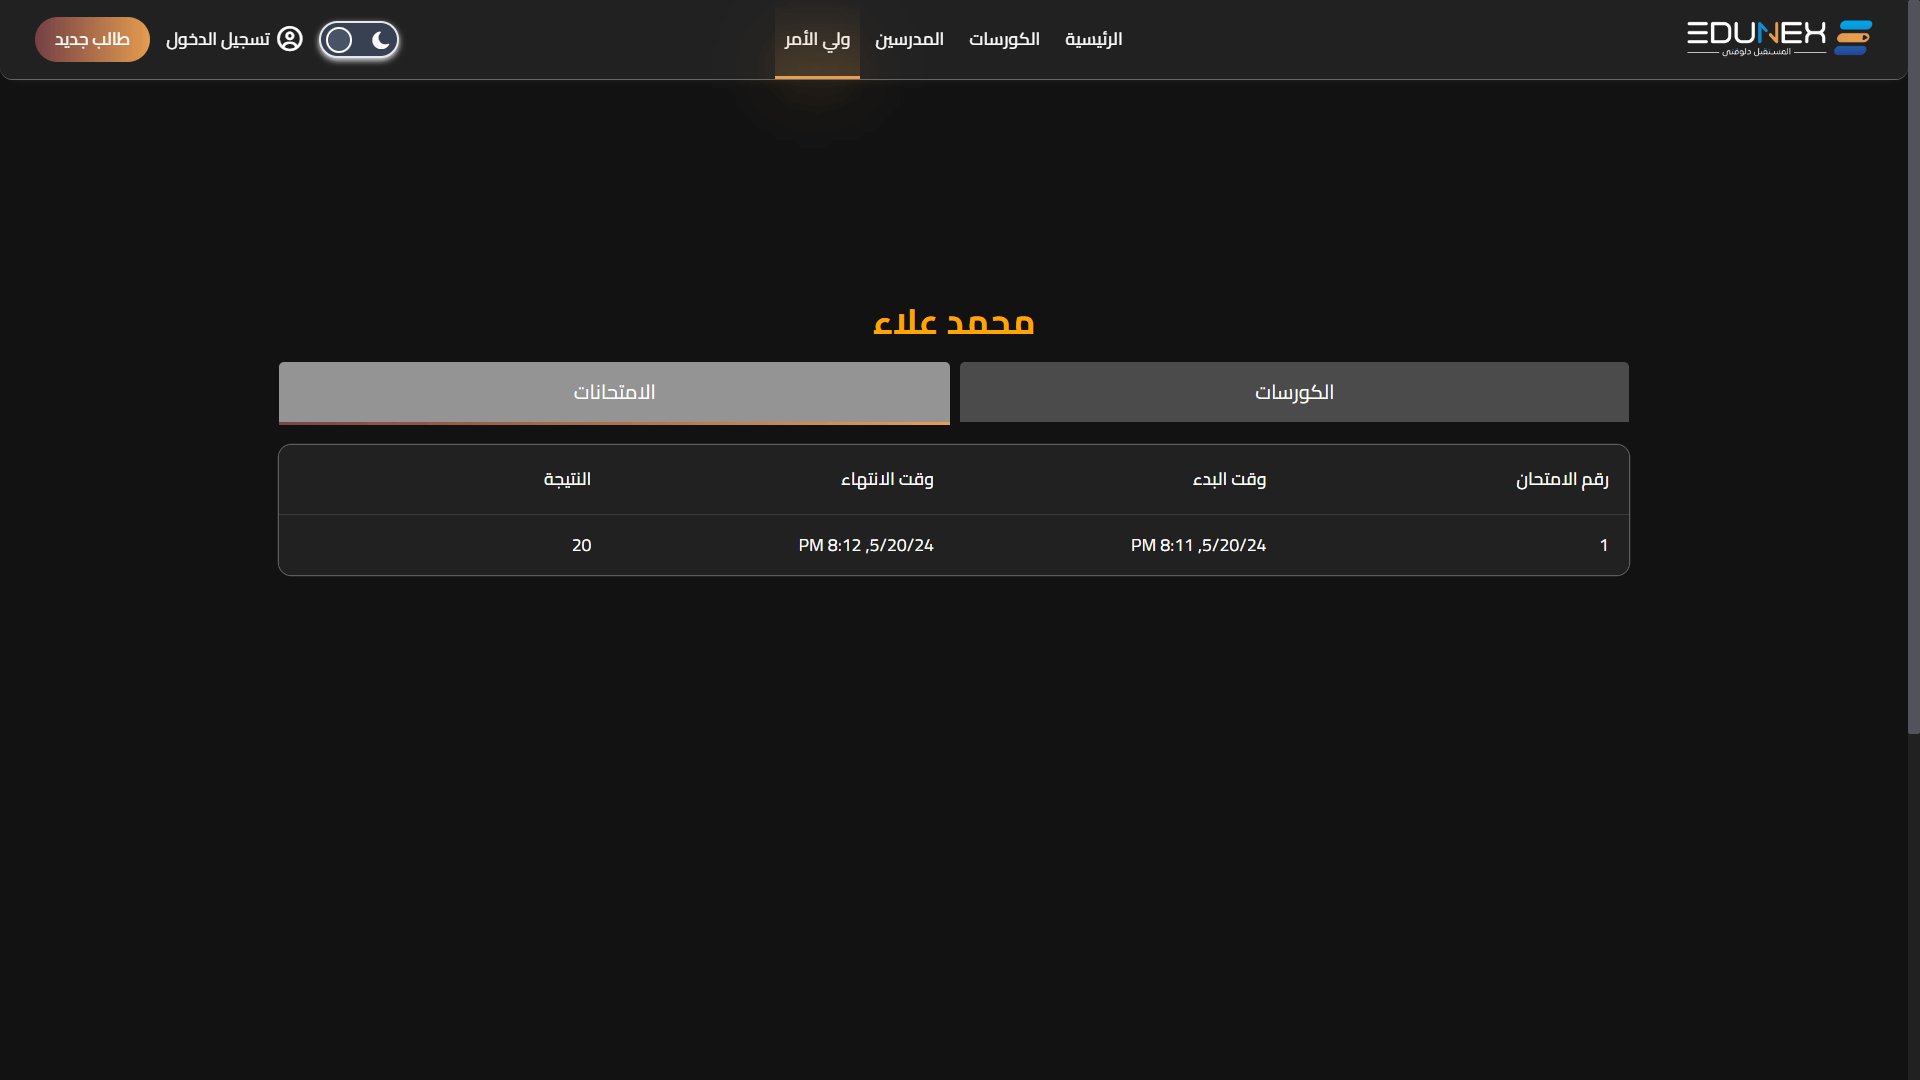 EDUNEX
المستقبل دلوقتي
الرئيسية
الكورسات
المدرسين
ولي الأمر
تسجيل الدخول
طالب جديد
محمد علاء
الكورسات
الامتحانات
رقم الامتحان وقت البدء وقت الانتهاء النتيجة
1 5/20/24, 8:11 PM 5/20/24, 8:12 PM 20